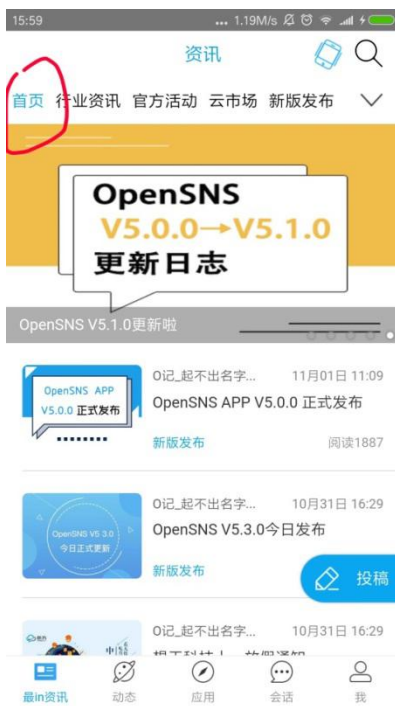 15:59
... 1.19M/s
资讯
首页 行业资讯 官方活动 云市场 新版发布
OpenSNS
V5.0.0→V5.1.0
更新日志
OpenSNS V5.1.0更新啦
OpenSNS APP
V5.0.0 正式发布
O记_起不出名字... 11月01日 11:09
OpenSNS APP V5.0.0 正式发布
新版发布 阅读1887
OpenSNS V5.3.0
今日正式更新
O记_起不出名字... 10月31日 16:29
OpenSNS V5.3.0今日发布
新版发布
投稿
O记_起不出名字... 10月31日 16:29
最in资讯 动态 应用 会话 我